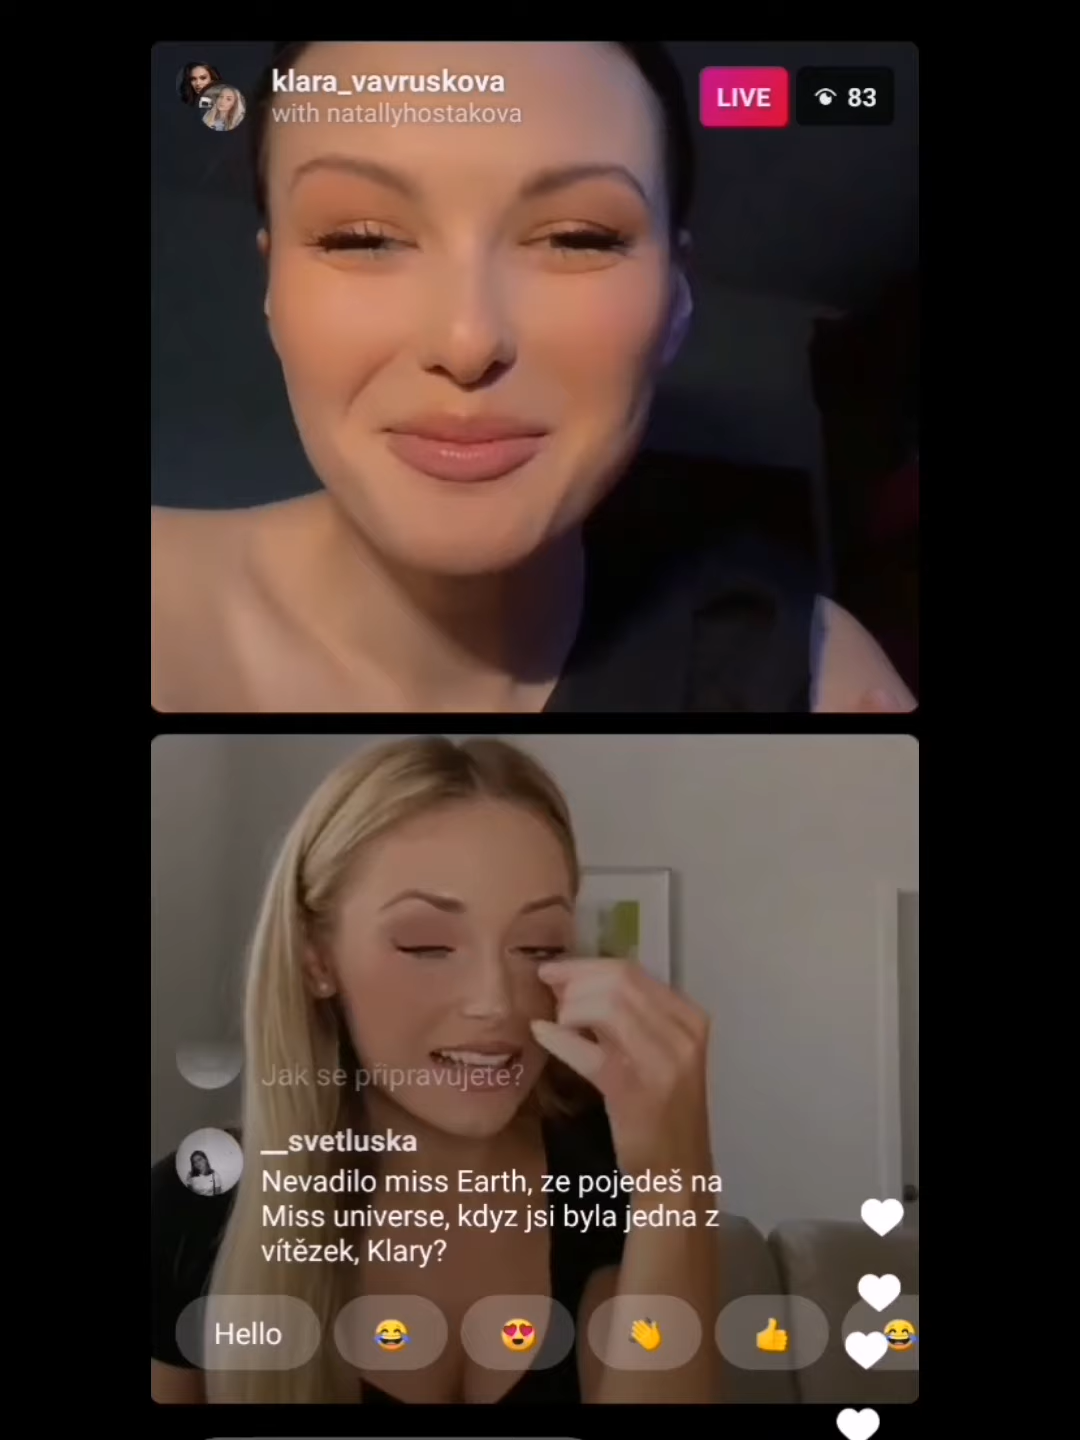 klara_vavruskova
with natallyhostakova
LIVE
83
Jak se připravujete?
__svetluska
Nevadilo miss Earth, ze pojedeš na
Miss universe, kdyz jsi byla jedna z
vítězek, Klary?
Hello